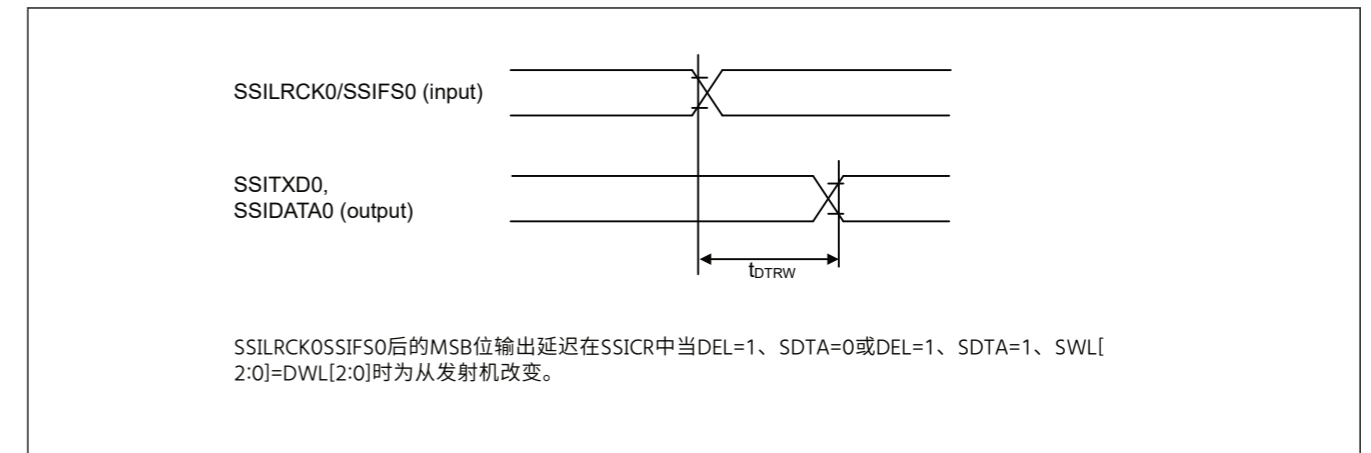 SSILRCK0/SSIFS0 (input)
SSITXD0,
SSIDATA0 (output)
tDTRW
SSILRCK0SSIFS0后的MSB位输出延迟在SSICR中当DEL=1、SDTA=0或DEL=1、SDTA=1、SWL[
2:0]=DWL[2:0]时为从发射机改变。